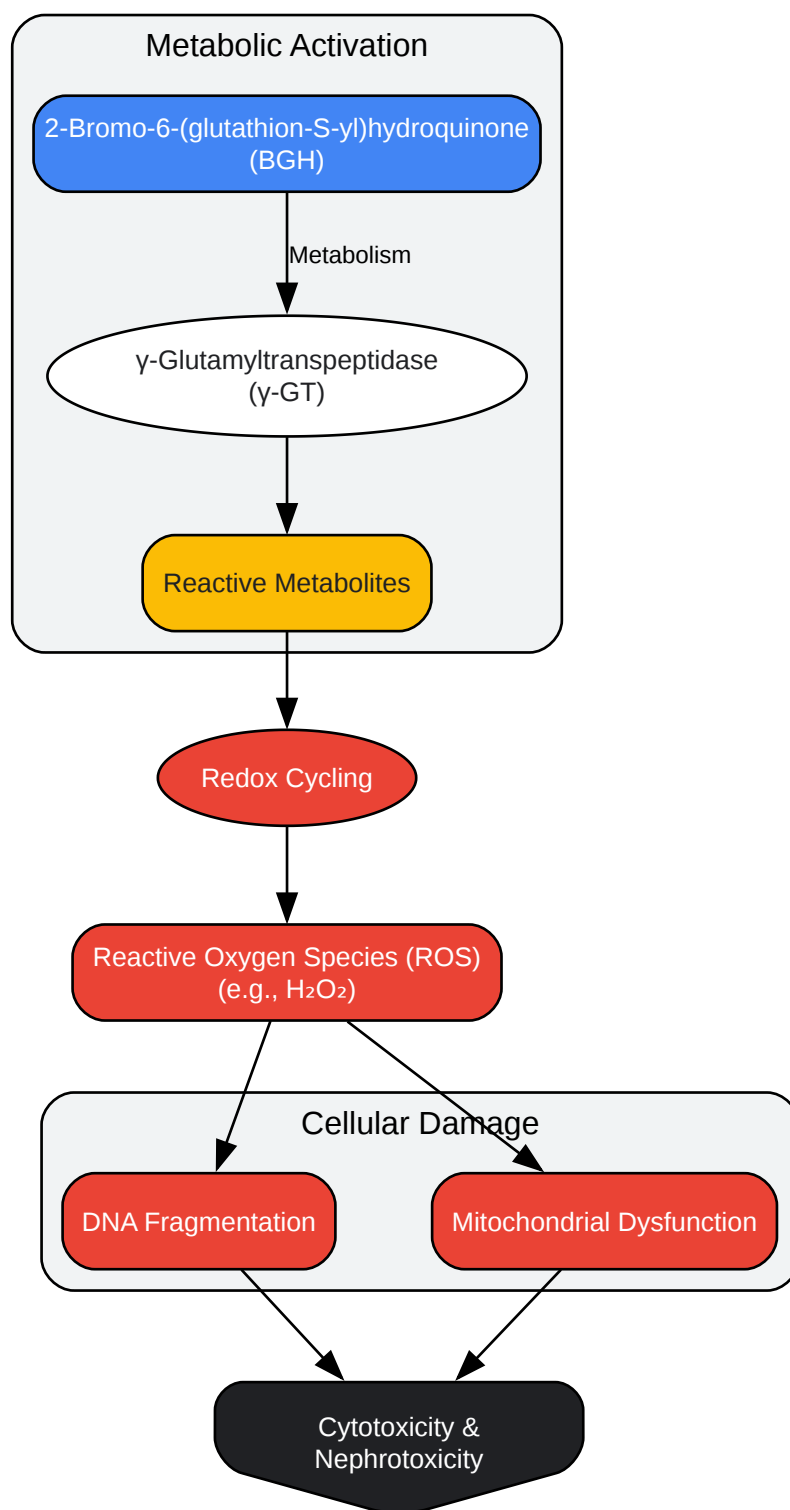 Metabolic Activation
2-Bromo-6-(glutathion-S-yl)hydroquinone
(BGH)
Metabolism
γ-Glutamyltranspeptidase
(γ-GT)
Reactive Metabolites
Redox Cycling
Reactive Oxygen Species (ROS)
(e.g., H₂O₂)
Cellular Damage
DNA Fragmentation
Mitochondrial Dysfunction
Cytotoxicity &
Nephrotoxicity